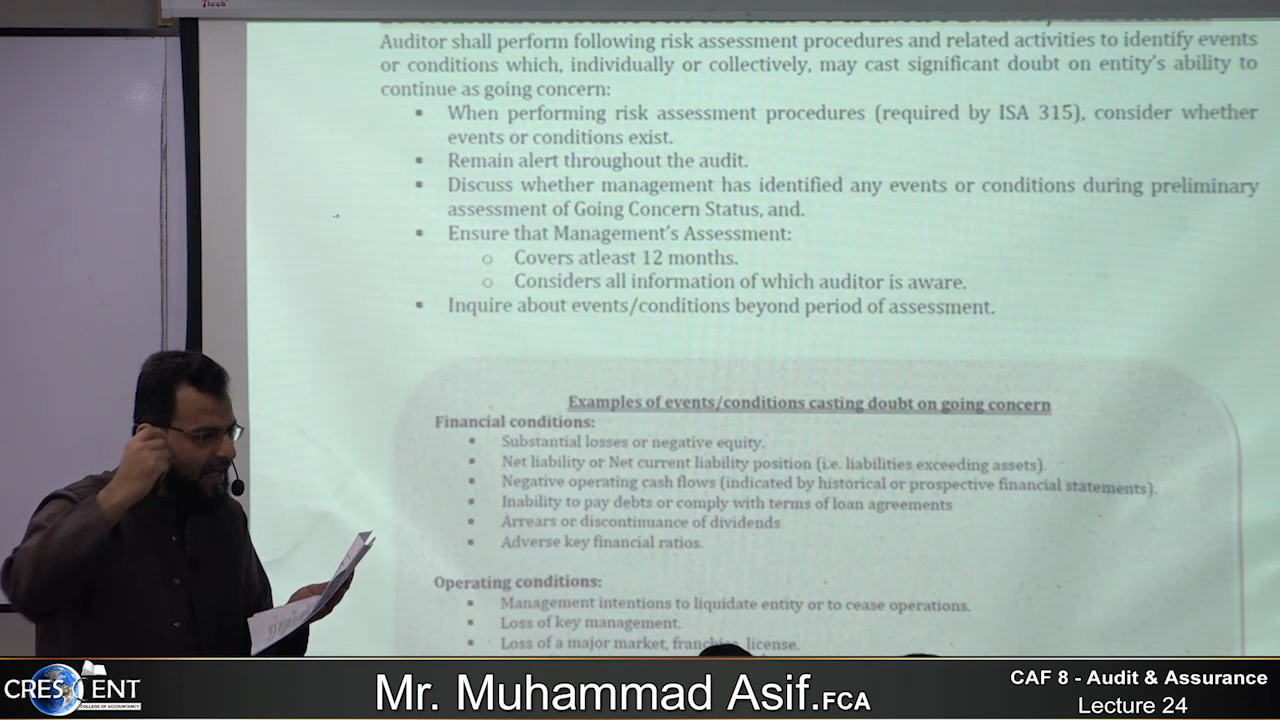 Auditor shall perform following risk assessment procedures and related activities to identify events
or conditions which, individually or collectively, may cast significant doubt on entity's ability to
continue as going concern:
▪ When performing risk assessment procedures (required by ISA 315), consider whether
events or conditions exist.
▪ Remain alert throughout the audit.
▪ Discuss whether management has identified any events or conditions during preliminary
assessment of Going Concern Status, and.
▪ Ensure that Management's Assessment:
o Covers atleast 12 months.
o Considers all information of which auditor is aware.
▪ Inquire about events/conditions beyond period of assessment.
Examples of events/conditions casting doubt on going concern
Financial conditions:
▪ Substantial losses or negative equity.
▪ Net liability or Net current liability position (i.e. liabilities exceeding assets).
▪ Negative operating cash flows (indicated by historical or prospective financial statements).
▪ Inability to pay debts or comply with terms of loan agreements
▪ Arrears or discontinuance of dividends
▪ Adverse key financial ratios.
Operating conditions:
▪ Management intentions to liquidate entity or to cease operations.
▪ Loss of key management.
▪ Loss of a major market, franchise, license.
CRESCENT
COLLEGE OF ACCOUNTANCY
Mr. Muhammad Asif.FCA
CAF 8 - Audit & Assurance
Lecture 24